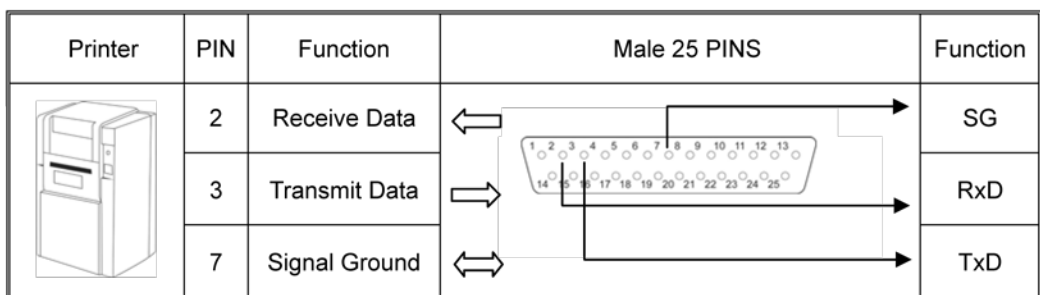 Printer PIN Function Male 25 PINS Function
2 Receive Data SG
1 2 3 4 5 6 7 8 9 10 11 12 13
14 15 16 17 18 19 20 21 22 23 24 25
3 Transmit Data RxD
7 Signal Ground TxD